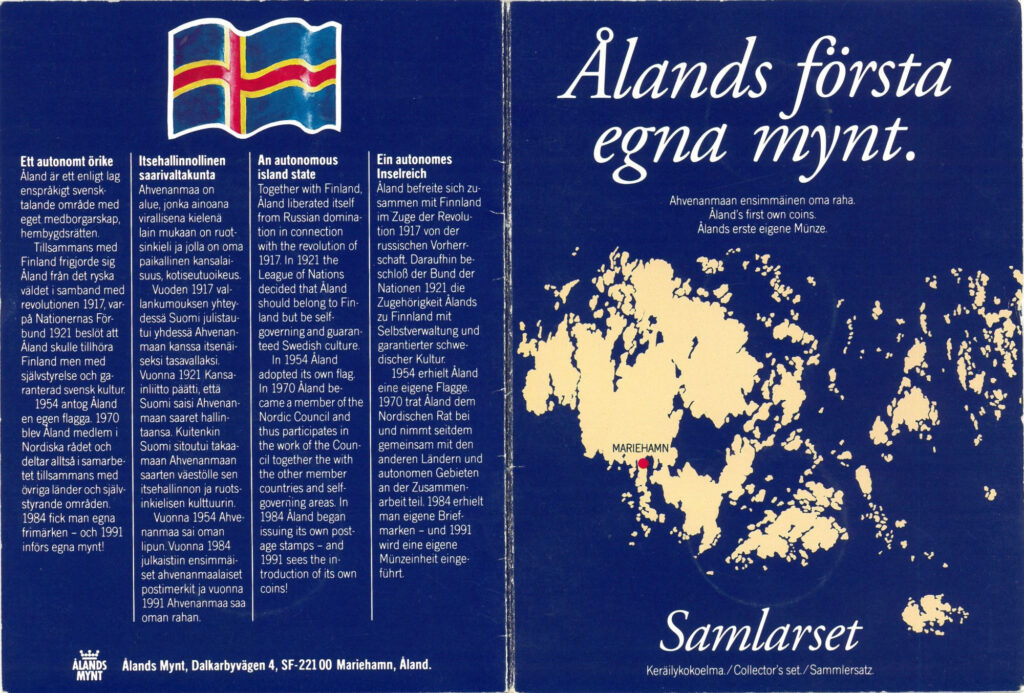 Ett autonomt örike
Åland är ett enligt lag
enspråkigt svensk-
talande område med
eget medborgarskap,
hembygdsrätten.
Tillsammans med
Finland frigjorde sig
Åland från det ryska
väldet i samband med
revolutionen 1917, var-
på Nationernas För-
bund 1921 beslöt att
Åland skulle tillhöra
Finland men med
självstyrelse och ga-
ranterad svensk kultur.
1954 antog Åland
en egen flagga. 1970
blev Åland medlem i
Nordiska rådet och
deltar alltså i samarbe-
tet tillsammans med
övriga länder och själv-
styrande områden.
1984 fick man egna
frimärken – och 1991
införs egna mynt!
Itsehallinnollinen
saarivaltakunta
Ahvenanmaa on
alue, jonka ainoana
virallisena kielenä
lain mukaan on ruot-
sinkieli ja jolla on oma
paikallinen kansalai-
suus, kotiseutuoikeus.
Vuoden 1917 val-
lankumouksen yhtey-
dessä Suomi julistau-
tui yhdessä Ahvenan-
maan kanssa itsenäi-
seksi tasavallaksi.
Vuonna 1921 Kansa-
inliitto päätti, että
Suomi saisi Ahvenan-
maan saaret hallin-
taansa. Kuitenkin
Suomi sitoutui takaa-
maan Ahvenanmaan
saarten väestölle sen
itsehallinnon ja ruots-
inkielisen kulttuurin.
Vuonna 1954 Ahve-
nanmaa sai oman
lipun. Vuonna 1984
julkaistiin ensimmäi-
set ahvenanmaalaiset
postimerkit ja vuonna
1991 Ahvenanmaa saa
oman rahan.
An autonomous
island state
Together with Finland,
Åland liberated itself
from Russian domina-
tion in connection
with the revolution of
1917. In 1921 the
League of Nations
decided that Åland
should belong to Fin-
land but be self-
governing and guaran-
teed Swedish culture.
In 1954 Åland
adopted its own flag.
In 1970 Åland be-
came a member of the
Nordic Council and
thus participates in
the work of the Coun-
cil together the with
the other member
countries and self-
governing areas. In
1984 Åland began
issuing its own post-
age stamps – and
1991 sees the in-
troduction of its own
coins!
Ein autonomes
Inselreich
Åland befreite sich zu-
sammen mit Finnland
im Zuge der Revolu-
tion 1917 von der
russischen Vorherr-
schaft. Daraufhin be-
schloß der Bund der
Nationen 1921 die
Zugehörigkeit Ålands
zu Finnland mit
Selbstverwaltung und
garantierter schwe-
discher Kultur.
1954 erhielt Åland
eine eigene Flagge.
1970 trat Åland dem
Nordischen Rat bei
und nimmt seitdem
gemeinsam mit den
anderen Ländern und
autonomen Gebieten
an der Zusammen-
arbeit teil. 1984 erhielt
man eigene Brief-
marken – und 1991
wird eine eigene
Münzeinheit einge-
führt.
ÅLANDS
MYNT
Ålands Mynt, Dalkarbyvägen 4, SF-221 00 Mariehamn, Åland.
Ålands första
egna mynt.
Ahvenanmaan ensimmäinen oma raha.
Åland's first own coins.
Ålands erste eigene Münze.
MARIEHAMN
Samlarset
Keräilykokoelma./Collector's set./Sammlersatz.